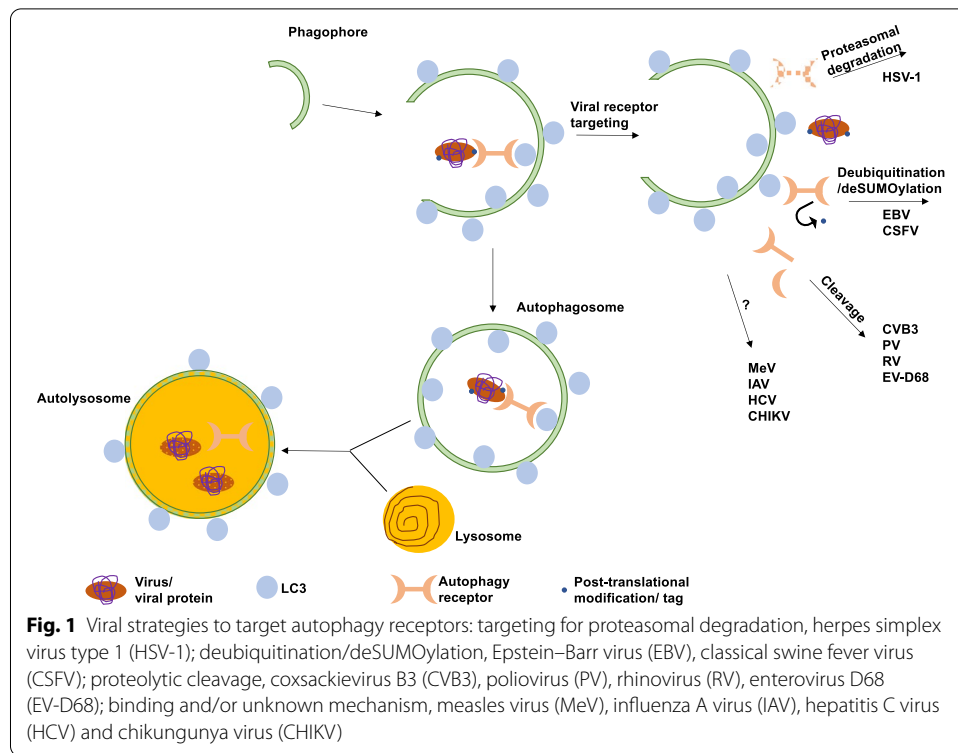 Phagophore
Viral receptor
targeting
Proteasomal
degradation
HSV-1
Deubiquitination
/deSUMOylation
EBV
CSFV
Cleavage
CVB3
PV
RV
EV-D68
?
MeV
IAV
HCV
CHIKV
Autophagosome
Autolysosome
Lysosome
Virus/
viral protein
LC3
Autophagy
receptor
Post-translational
modification/ tag
Fig. 1 Viral strategies to target autophagy receptors: targeting for proteasomal degradation, herpes simplex
virus type 1 (HSV-1); deubiquitination/deSUMOylation, Epstein–Barr virus (EBV), classical swine fever virus
(CSFV); proteolytic cleavage, coxsackievirus B3 (CVB3), poliovirus (PV), rhinovirus (RV), enterovirus D68
(EV-D68); binding and/or unknown mechanism, measles virus (MeV), influenza A virus (IAV), hepatitis C virus
(HCV) and chikungunya virus (CHIKV)